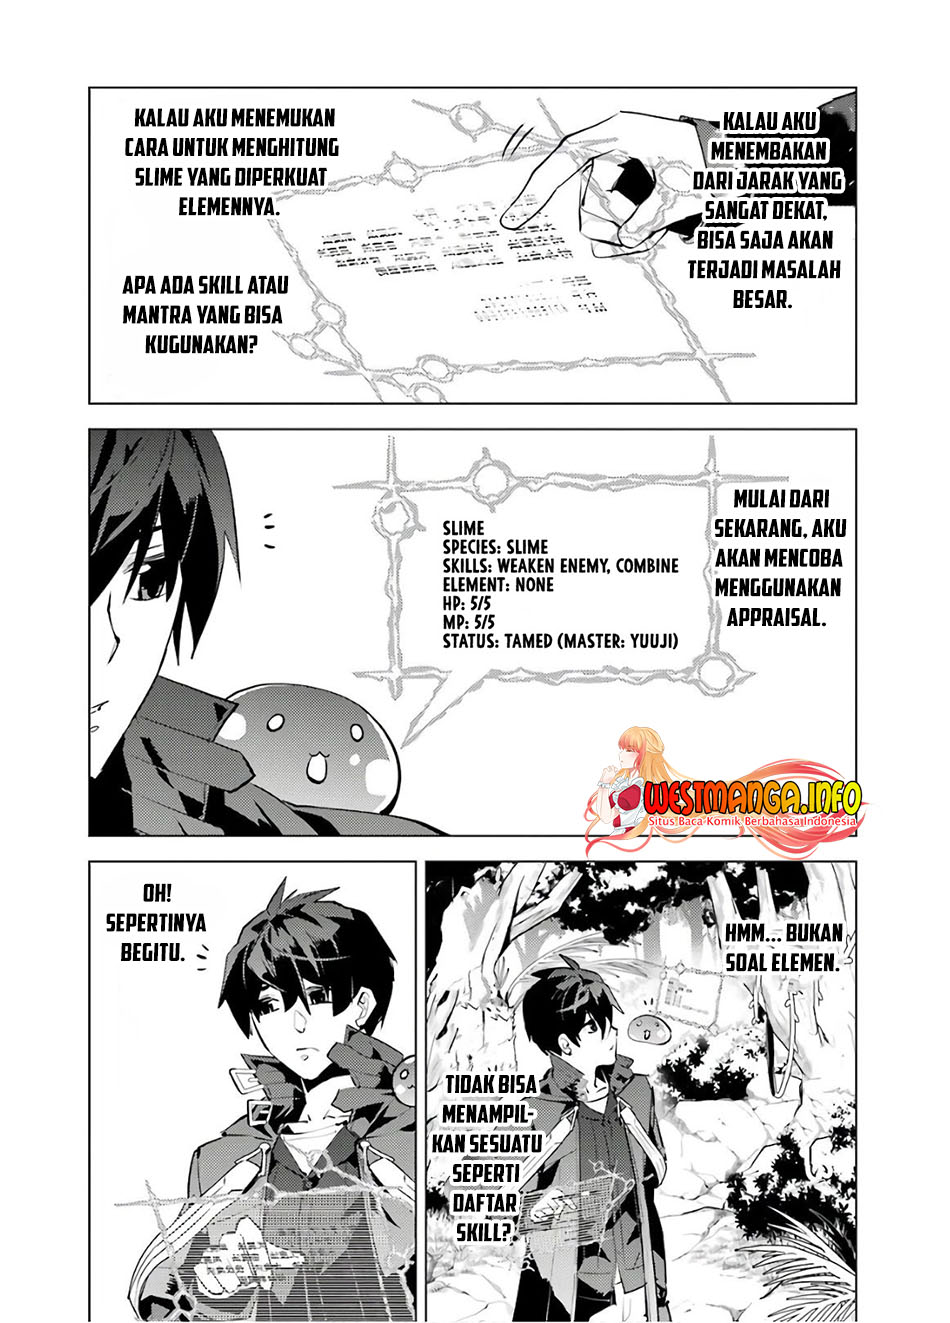 KALAU AKU
MENEMBAKAN
DARI JARAK YANG
SANGAT DEKAT,
BISA SAJA AKAN
TERJADI MASALAH
BESAR.
KALAU AKU MENEMUKAN
CARA UNTUK MENGHITUNG
SLIME YANG DIPERKUAT
ELEMENNYA.
APA ADA SKILL ATAU
MANTRA YANG BISA
KUGUNAKAN?
MULAI DARI
SEKARANG, AKU
AKAN MENCOBA
MENGGUNAKAN
APPRAISAL.
SLIME
SPECIES: SLIME
SKILLS: WEAKEN ENEMY, COMBINE
ELEMENT: NONE
HP: 5/5
MP: 5/5
STATUS: TAMED (MASTER: YUUJI)
WESTMANGA.INFO
Situs Baca Komik Berbahasa Indonesia
HMM... BUKAN
SOAL ELEMEN.
TIDAK BISA
MENAMPIL-
KAN SESUATU
SEPERTI
DAFTAR
SKILL?
OH!
SEPERTINYA
BEGITU.